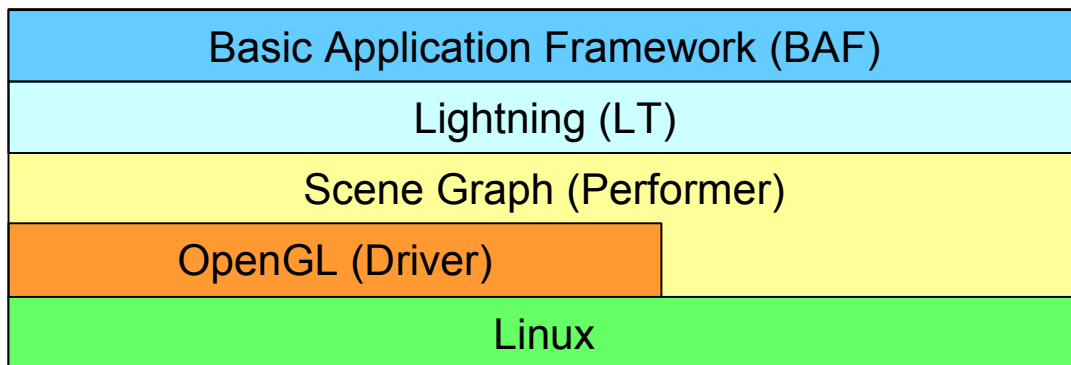 Basic Application Framework (BAF)
Lightning (LT)
Scene Graph (Performer)
OpenGL (Driver)
Linux